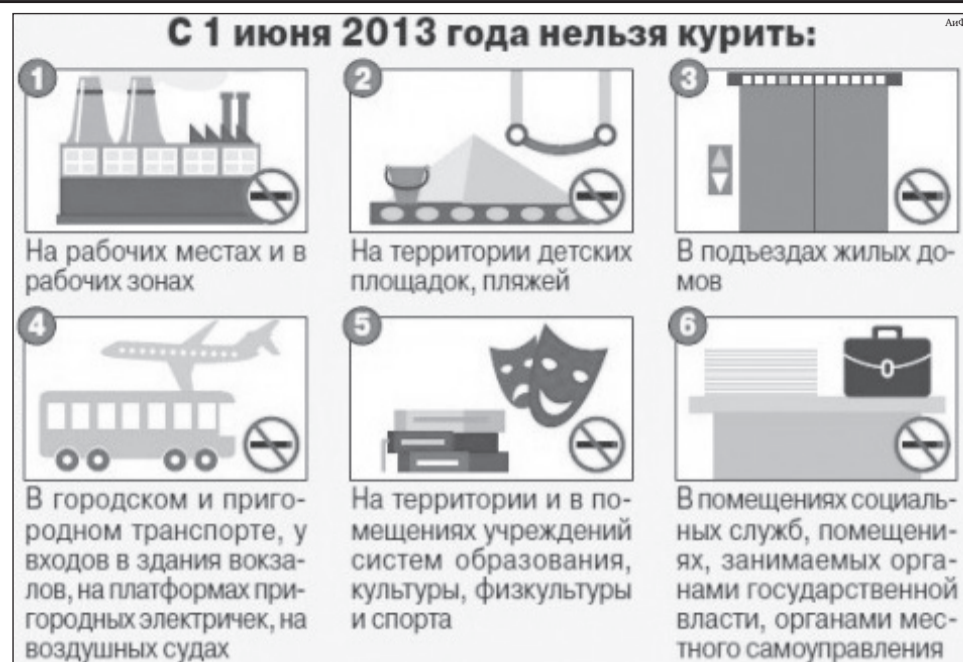 С 1 июня 2013 года нельзя курить:
АиФ
1
На рабочих местах и в
рабочих зонах
2
На территории детских
площадок, пляжей
3
В подъездах жилых до-
мов
4
В городском и приго-
родном транспорте, у
входов в здания вокза-
лов, на платформах при-
городных электричек, на
воздушных судах
5
На территории и в по-
мещениях учреждений
систем образования,
культуры, физкультуры
и спорта
6
В помещениях социаль-
ных служб, помещени-
ях, занимаемых орга-
нами государственной
власти, органами мес-
тного самоуправления